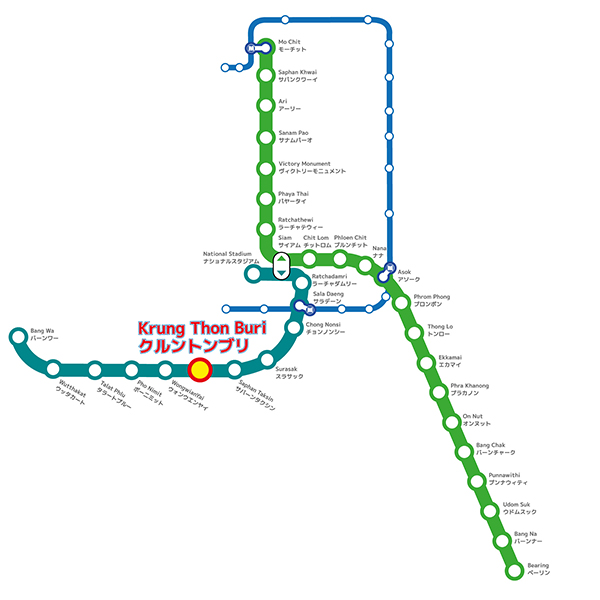 Mo Chit
モーチット
Saphan Khwai
サパンクワーイ
Ari
アーリー
Sanam Pao
サナムパーオ
Victory Monument
ヴィクトリーモニュメント
Phaya Thai
パヤータイ
Ratchathewi
ラーチャテウィー
Siam
サイアム
Chit Lom
チットロム
Phloen Chit
プルンチット
Nana
ナナ
National Stadium
ナショナルスタジアム
Asok
アソーク
Ratchadamri
ラーチャダムリー
Sala Daeng
サラデーン
Phrom Phong
プロンポン
Chong Nonsi
チョンノンシー
Krung Thon Buri
クルントンブリ
Bang Wa
バーンワー
Thong Lo
トンロー
Ekkamai
エカマイ
Surasak
スラサック
Wutthakat
ウッタカート
Talat Phlu
タラートプルー
Pho Nimit
ポーニミット
WongwianYai
ウォンウエンヤイ
Saphan Taksin
サパーンタクシン
Phra Khanong
プラカノン
On Nut
オンヌット
Bang Chak
バーンチャーク
Punnawithi
プンナウィティ
Udom Suk
ウドムスック
Bang Na
バーンナー
Bearing
ベーリン